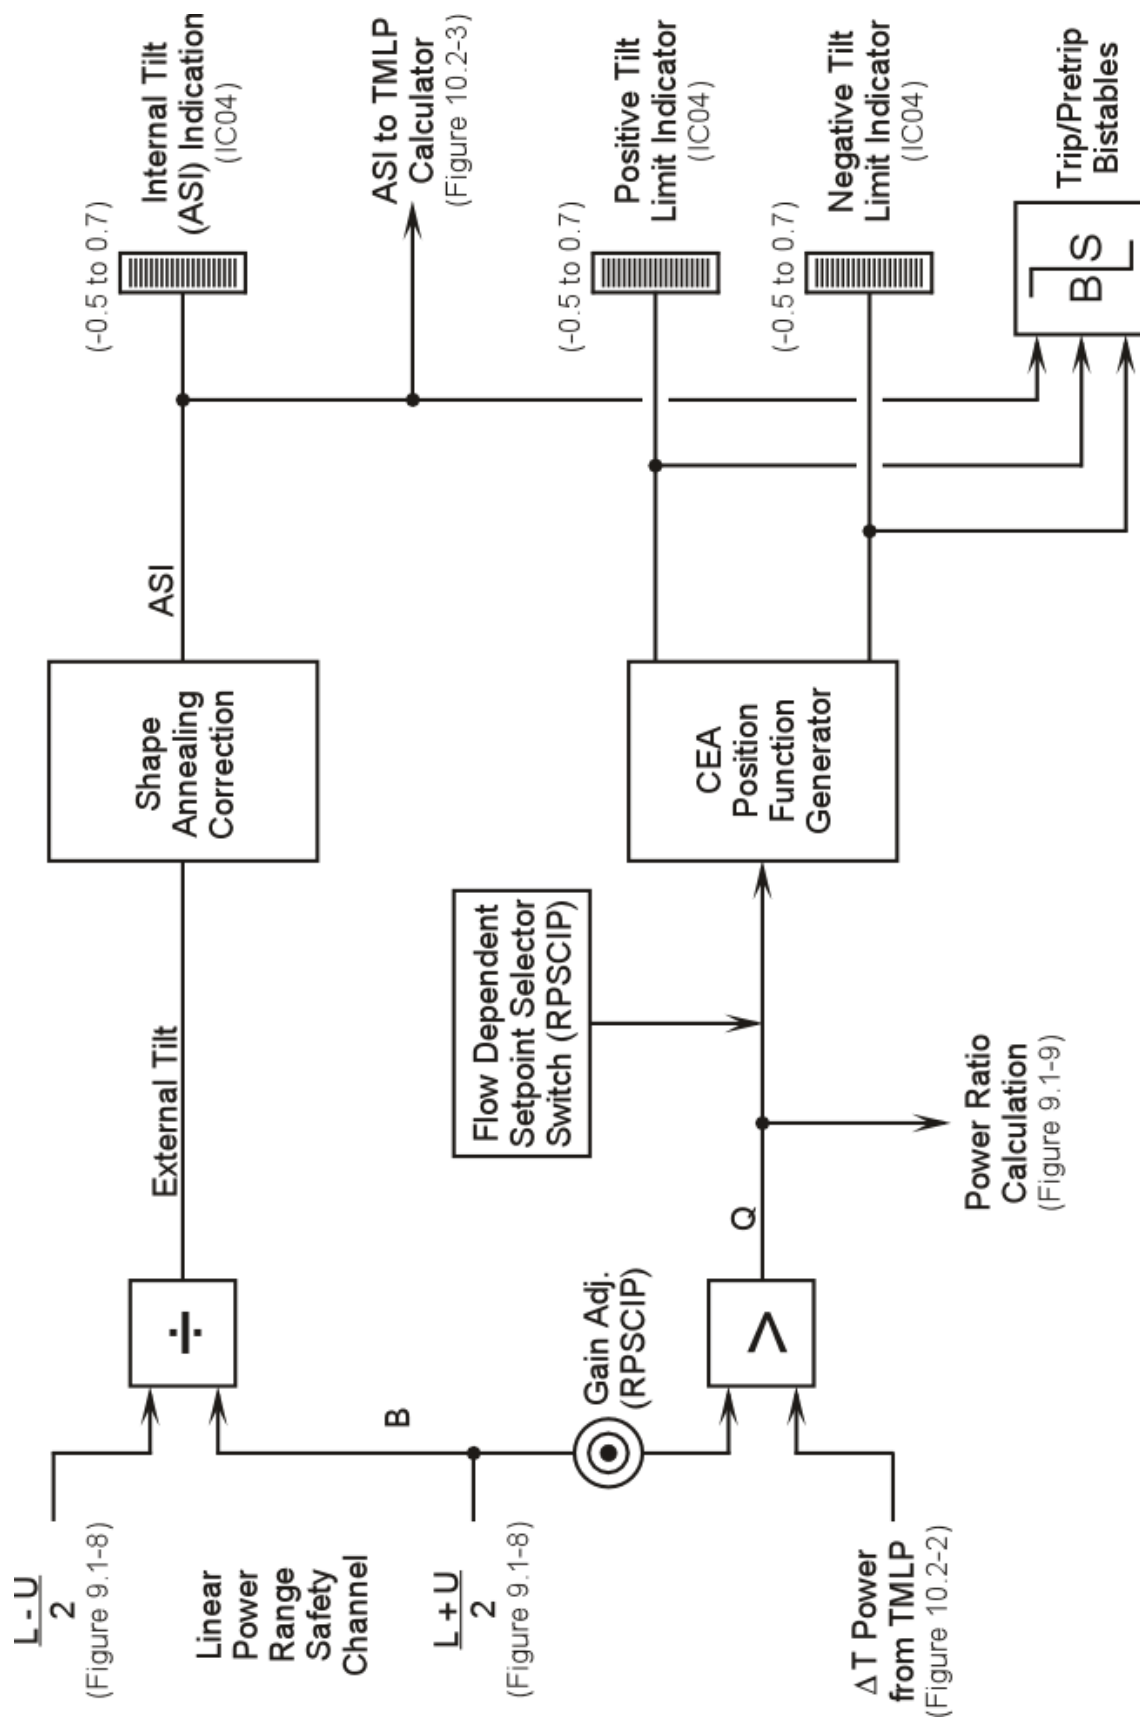 L - U
2
(Figure 9.1-8)
Linear
Power
Range
Safety
Channel
L + U
2
(Figure 9.1-8)
Δ T Power
from TMLP
(Figure 10.2-2)
÷
B
Gain Adj.
(RPSCIP)
>
External Tilt
Q
Flow Dependent
Setpoint Selector
Switch (RPSCIP)
Power Ratio
Calculation
(Figure 9.1-9)
Shape
Annealing
Correction
CEA
Position
Function
Generator
ASI
(-0.5 to 0.7)
Internal Tilt
(ASI) Indication
(IC04)
ASI to TMLP
Calculator
(Figure 10.2-3)
(-0.5 to 0.7)
Positive Tilt
Limit Indicator
(IC04)
(-0.5 to 0.7)
Negative Tilt
Limit Indicator
(IC04)
B S
Trip/Pretrip
Bistables